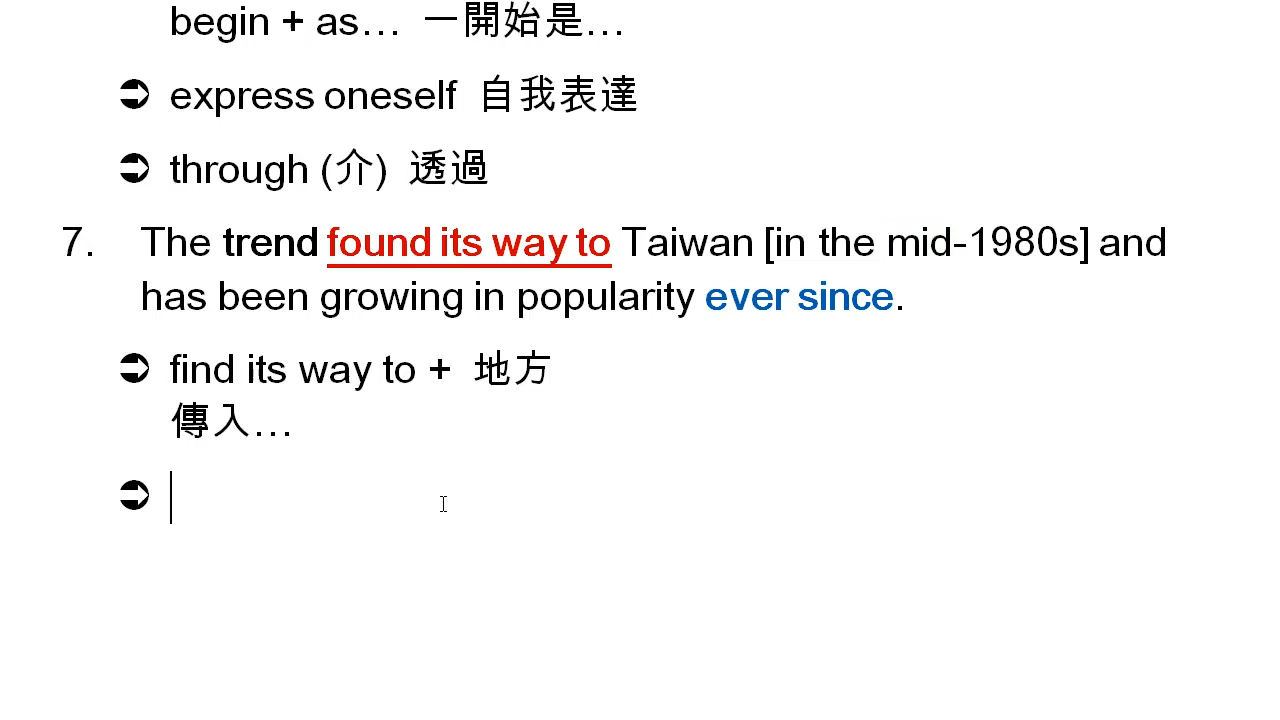 begin + as… 一開始是…
➲ express oneself 自我表達
➲ through (介) 透過
7. The trend found its way to Taiwan [in the mid-1980s] and
has been growing in popularity ever since.
➲ find its way to + 地方
傳入…
➲